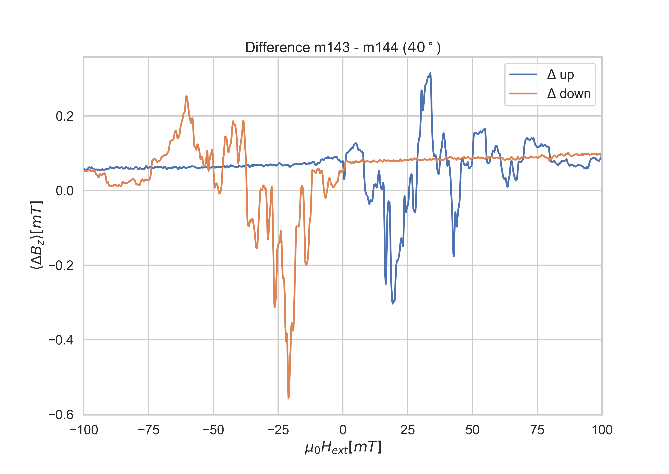 Difference m143 - m144 (40°)
Δ up
Δ down
0.2
0.0
−0.2
−0.4
−0.6
⟨ΔB_z⟩[mT]
−100 −75 −50 −25 0 25 50 75 100
μ₀H_ext[mT]